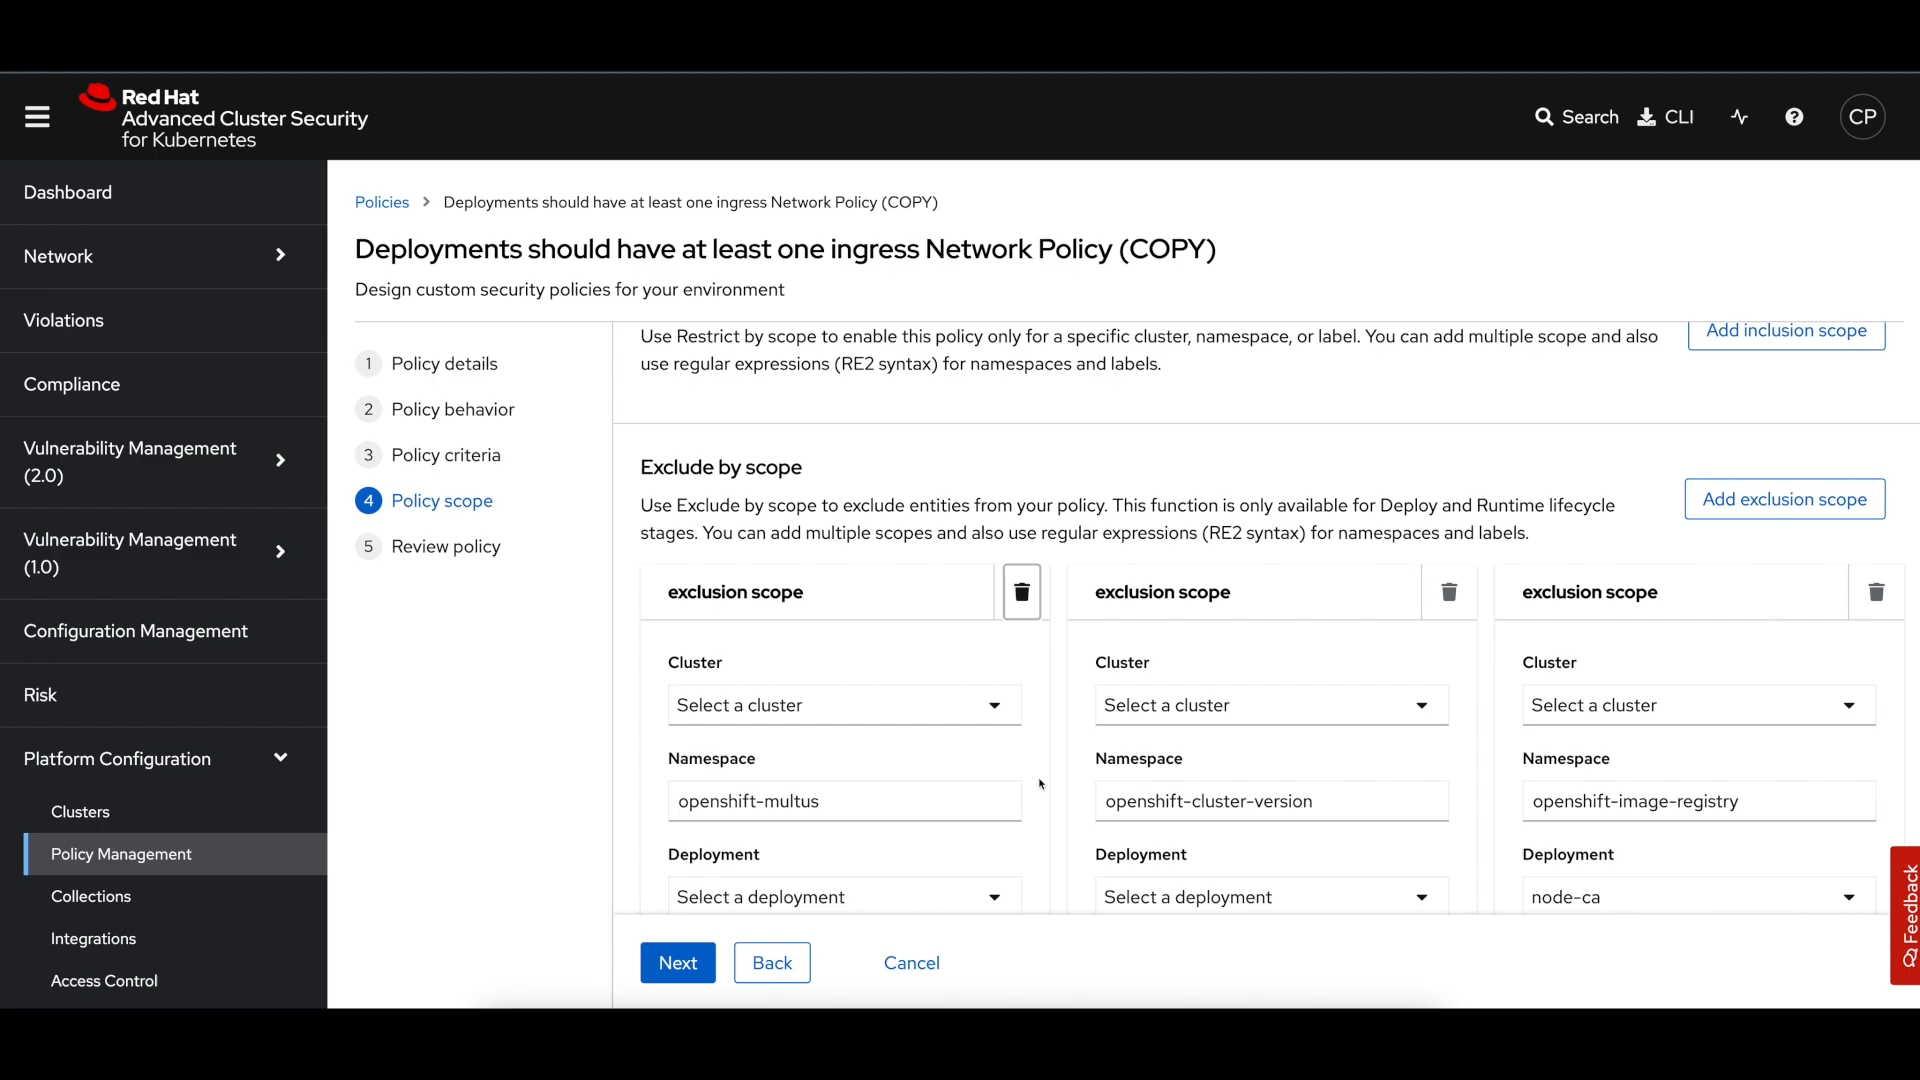 Red Hat
Advanced Cluster Security
for Kubernetes
Search
CLI
CP
Dashboard
Network
Violations
Compliance
Vulnerability Management
(2.0)
Vulnerability Management
(1.0)
Configuration Management
Risk
Platform Configuration
Clusters
Policy Management
Collections
Integrations
Access Control
Policies > Deployments should have at least one ingress Network Policy (COPY)
Deployments should have at least one ingress Network Policy (COPY)
Design custom security policies for your environment
1 Policy details
2 Policy behavior
3 Policy criteria
4 Policy scope
5 Review policy
Use Restrict by scope to enable this policy only for a specific cluster, namespace, or label. You can add multiple scope and also
use regular expressions (RE2 syntax) for namespaces and labels.
Add inclusion scope
Exclude by scope
Use Exclude by scope to exclude entities from your policy. This function is only available for Deploy and Runtime lifecycle
stages. You can add multiple scopes and also use regular expressions (RE2 syntax) for namespaces and labels.
Add exclusion scope
exclusion scope
Cluster
Select a cluster
Namespace
openshift-multus
Deployment
Select a deployment
exclusion scope
Cluster
Select a cluster
Namespace
openshift-cluster-version
Deployment
Select a deployment
exclusion scope
Cluster
Select a cluster
Namespace
openshift-image-registry
Deployment
node-ca
Next
Back
Cancel
Feedback